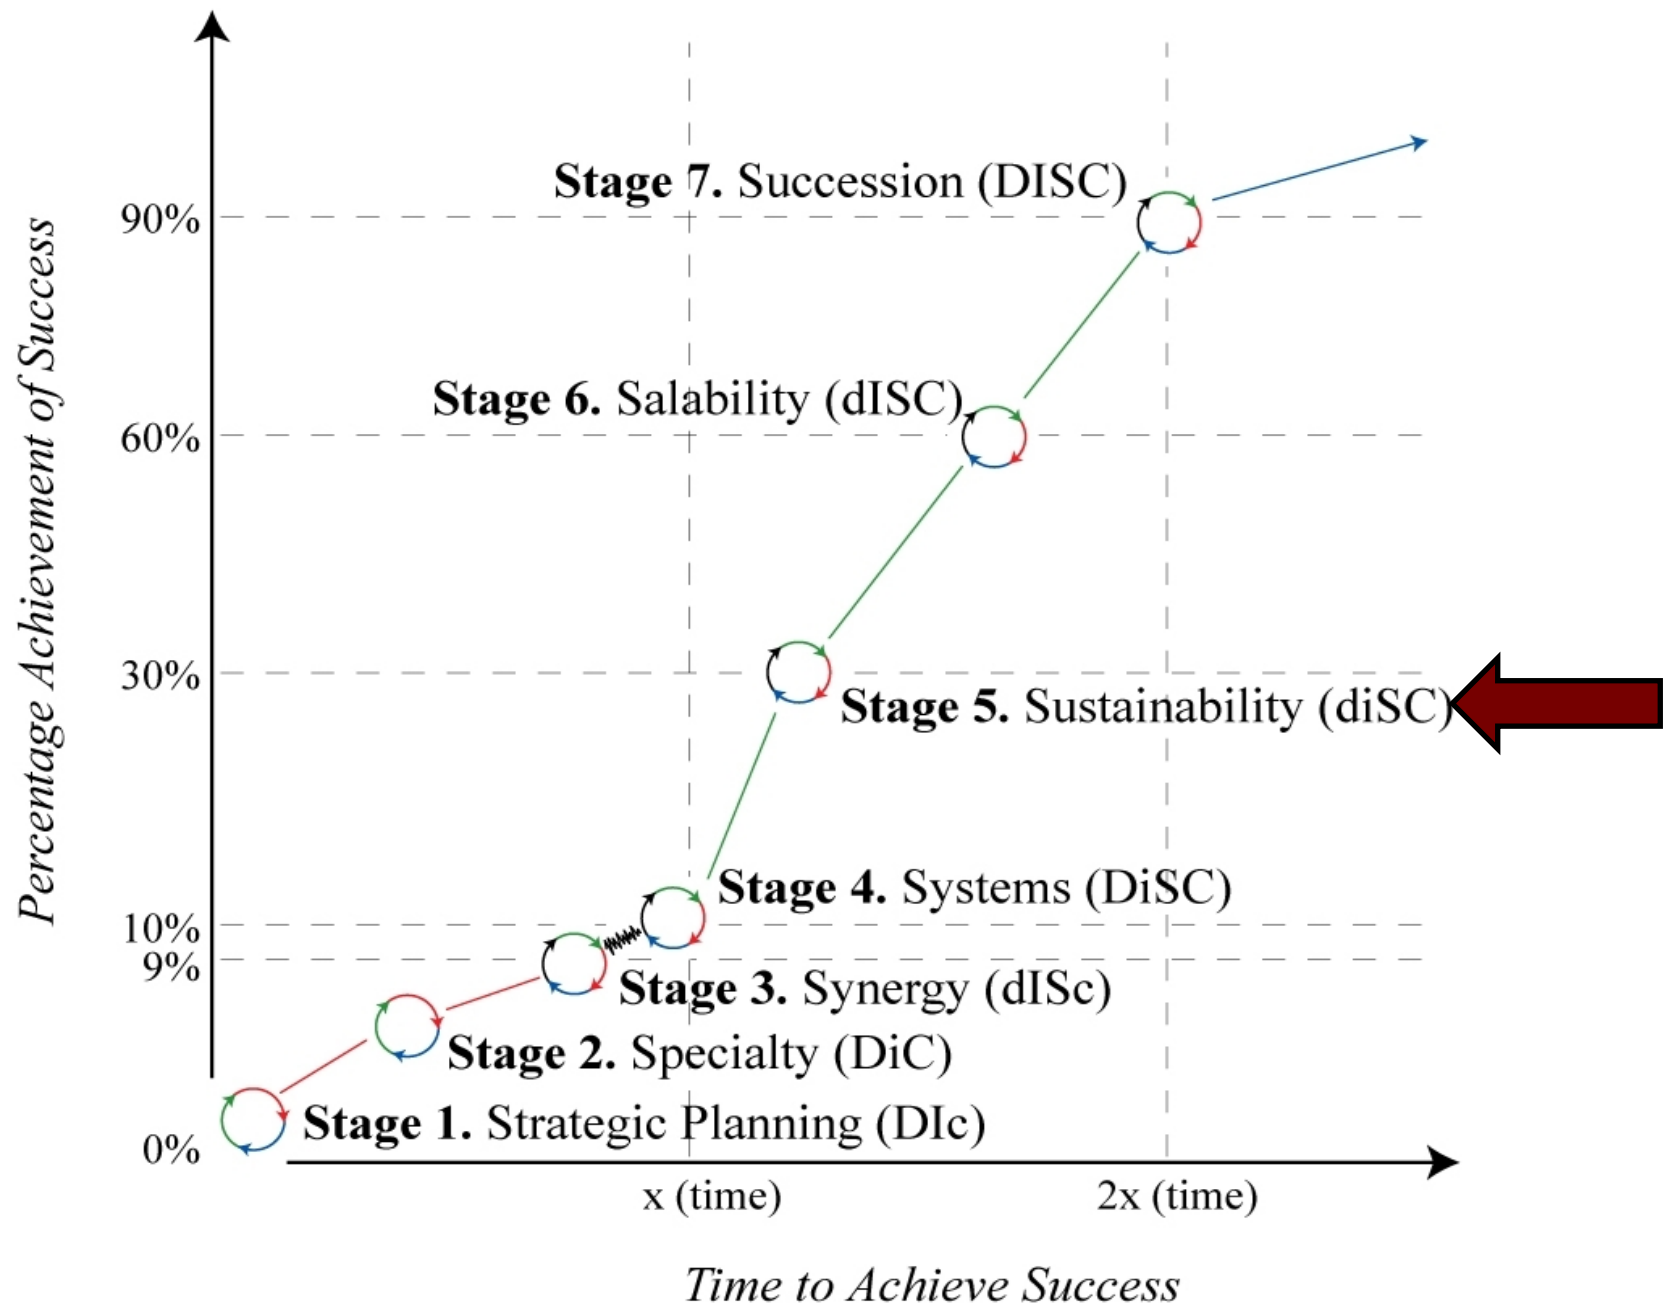 Percentage Achievement of Success
Stage 7. Succession (DISC)
90%
Stage 6. Salability (dISC)
60%
30%
Stage 5. Sustainability (diSC)
Stage 4. Systems (DiSC)
10%
9%
Stage 3. Synergy (dISc)
Stage 2. Specialty (DiC)
Stage 1. Strategic Planning (DIc)
0%
x (time)
2x (time)
Time to Achieve Success